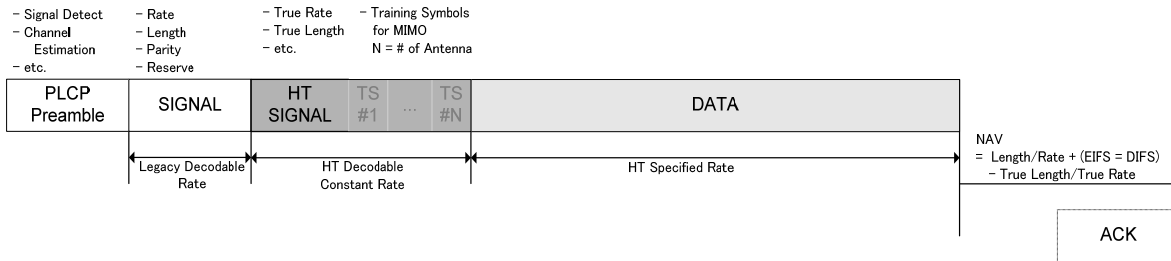 - Signal Detect
- Channel
Estimation
- etc.
- Rate
- Length
- Parity
- Reserve
- True Rate
- True Length
- etc.
- Training Symbols
for MIMO
N = # of Antenna
PLCP
Preamble
SIGNAL
HT
SIGNAL
TS
#1
...
TS
#N
DATA
Legacy Decodable
Rate
HT Decodable
Constant Rate
HT Specified Rate
NAV
= Length/Rate + (EIFS = DIFS)
- True Length/True Rate
ACK